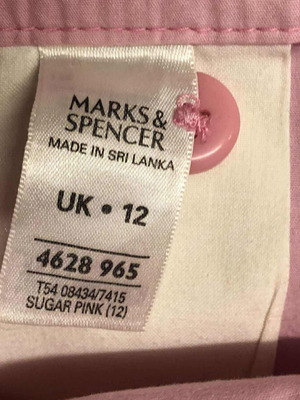 MARKS &
SPENCER
MADE IN SRI LANKA
UK • 12
4628 965
T54 08434/7415
SUGAR PINK (12)